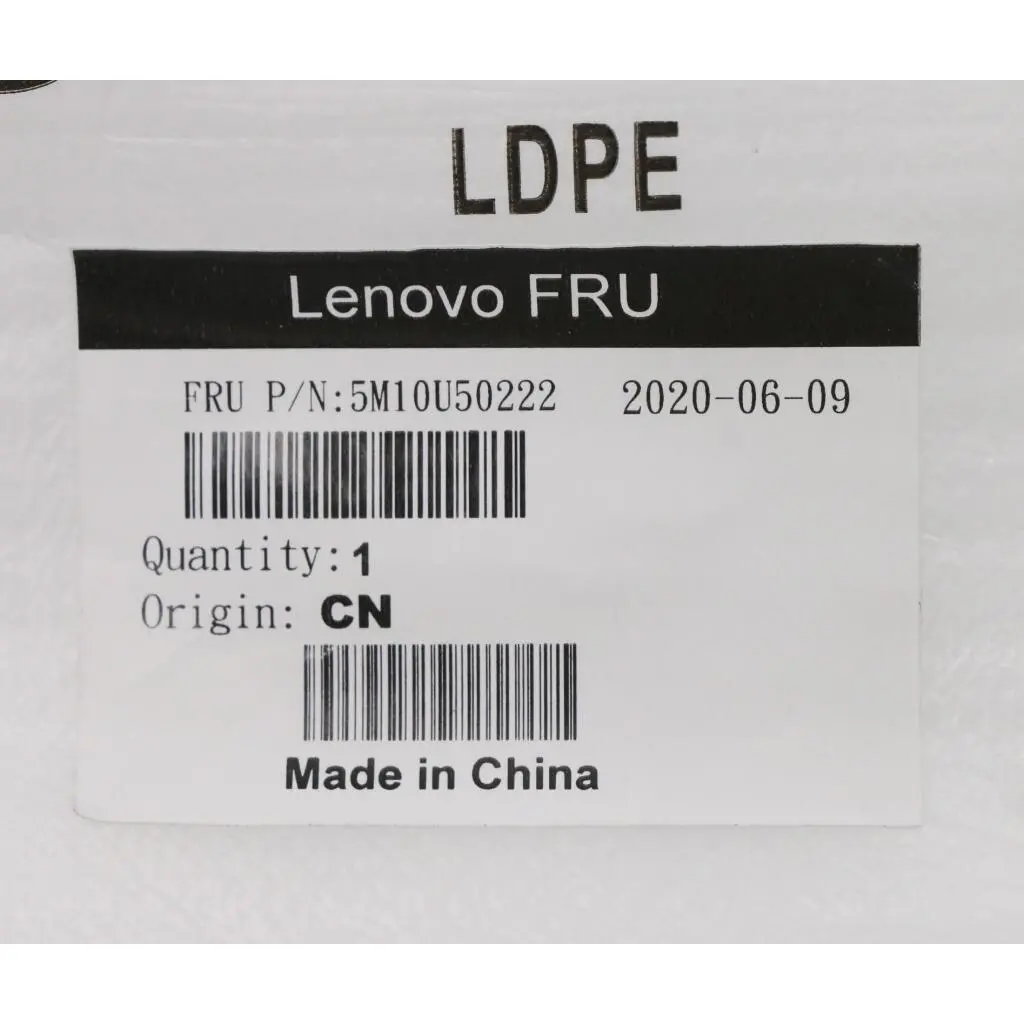 LDPE
Lenovo FRU
FRU P/N:5M10U50222 2020-06-09
Quantity:1
Origin: CN
Made in China